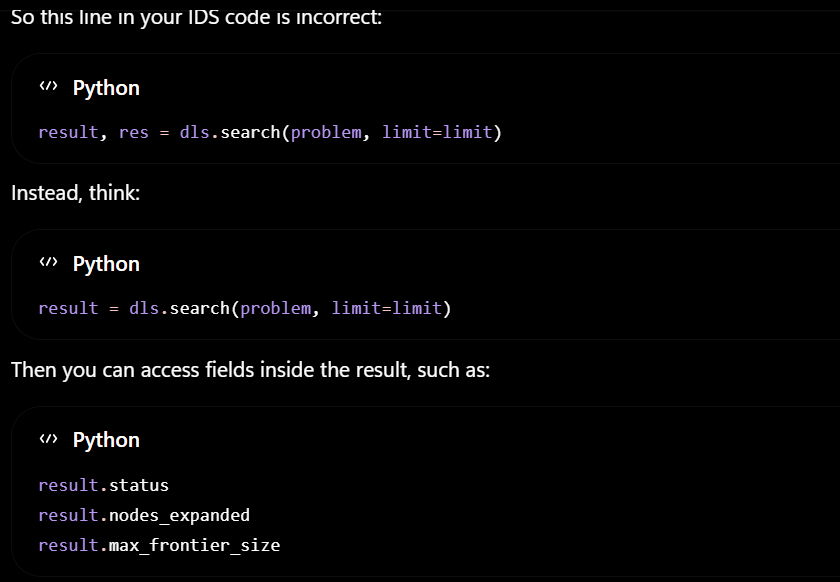 So this line in your IDS code is incorrect:
</> Python
result, res = dls.search(problem, limit=limit)
Instead, think:
</> Python
result = dls.search(problem, limit=limit)
Then you can access fields inside the result, such as:
</> Python
result.status
result.nodes_expanded
result.max_frontier_size